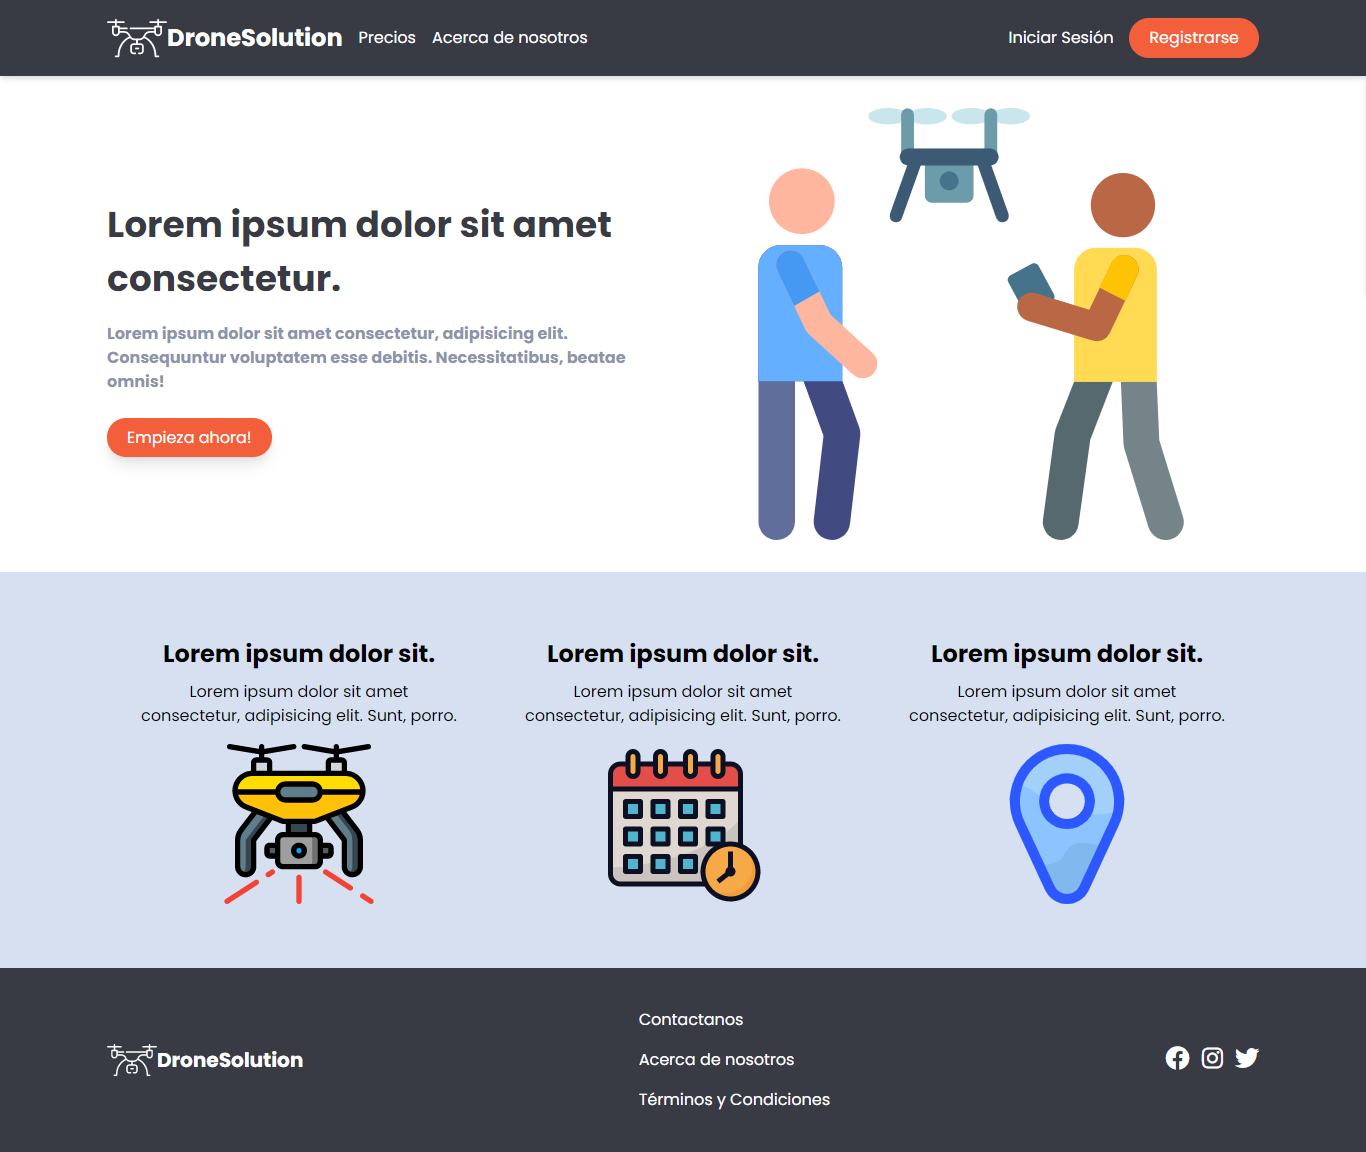 DroneSolution Precios Acerca de nosotros Iniciar Sesión Registrarse
Lorem ipsum dolor sit amet
consectetur.
Lorem ipsum dolor sit amet consectetur, adipisicing elit.
Consequuntur voluptatem esse debitis. Necessitatibus, beatae
omnis!
Empieza ahora!
Lorem ipsum dolor sit.
Lorem ipsum dolor sit amet
consectetur, adipisicing elit. Sunt, porro.
Lorem ipsum dolor sit.
Lorem ipsum dolor sit amet
consectetur, adipisicing elit. Sunt, porro.
Lorem ipsum dolor sit.
Lorem ipsum dolor sit amet
consectetur, adipisicing elit. Sunt, porro.
DroneSolution
Contactanos
Acerca de nosotros
Términos y Condiciones